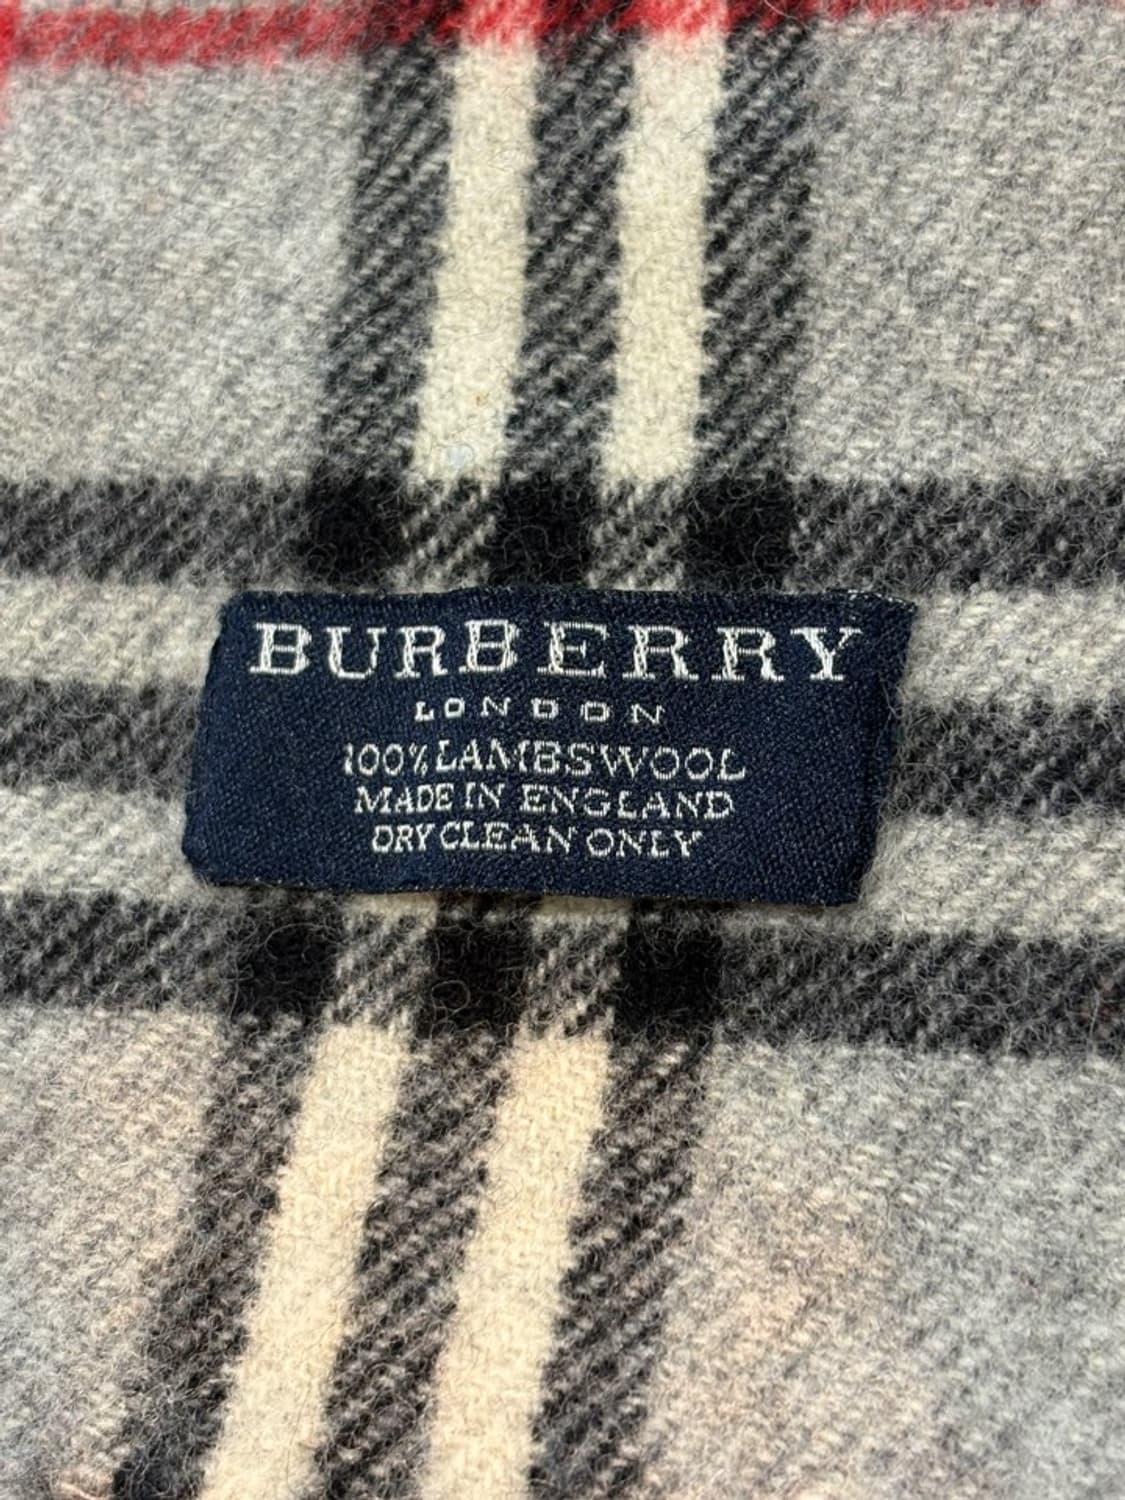 BURBERRY
LONDON
100% LAMBSWOOL
MADE IN ENGLAND
DRY CLEAN ONLY